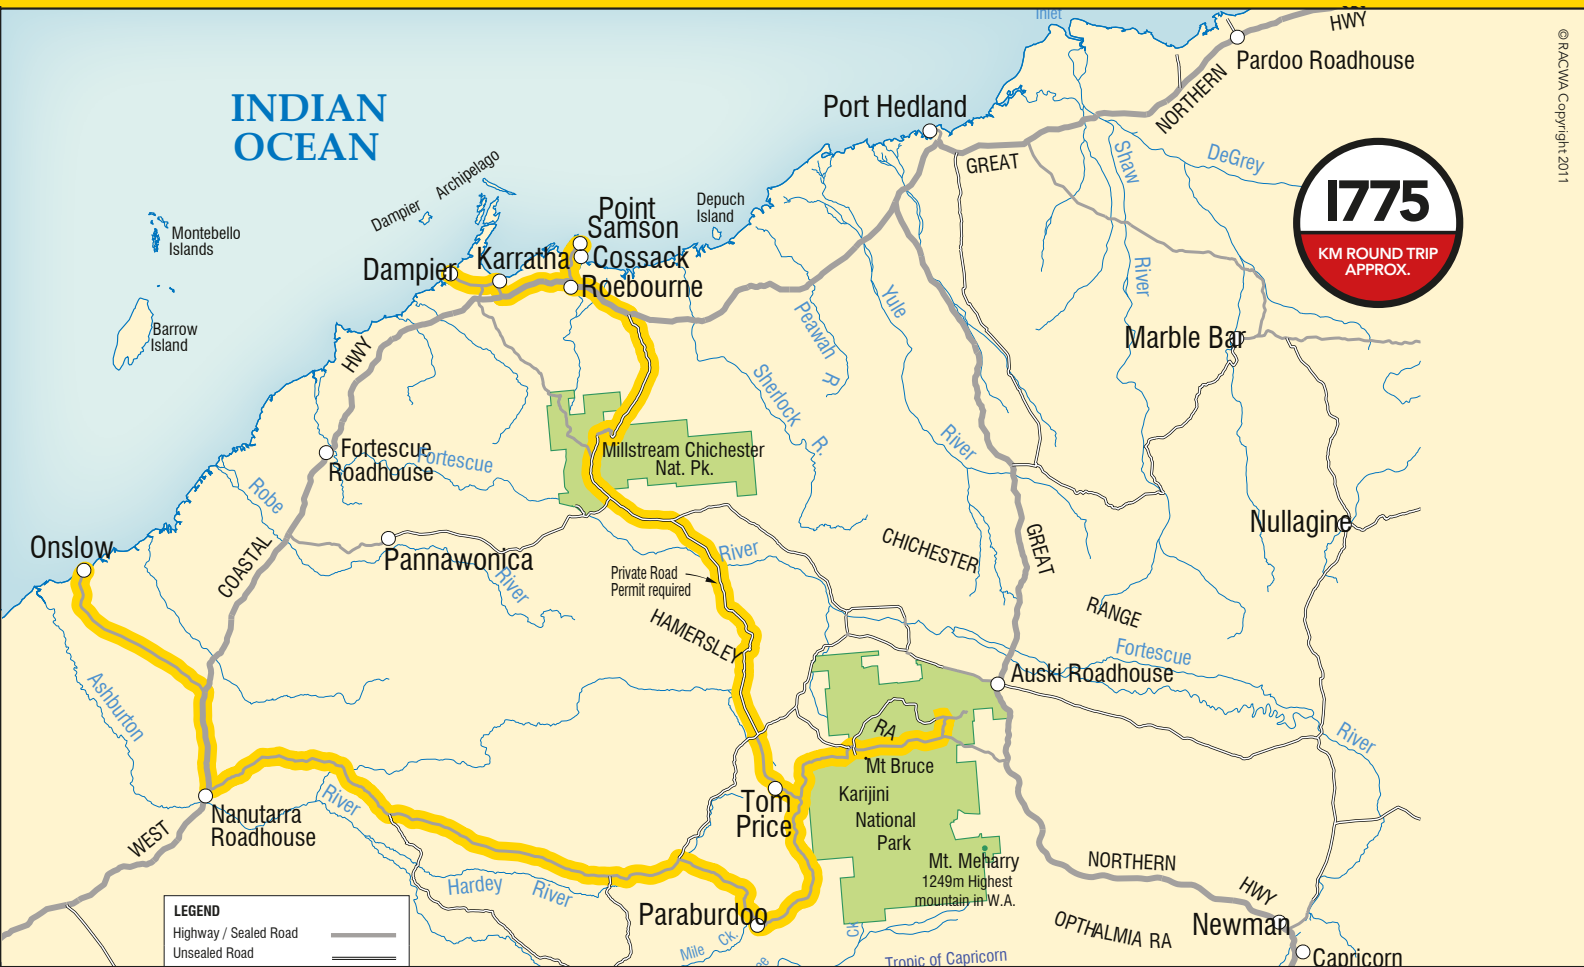 Inlet
HWY
Pardoo Roadhouse
© RACWA Copyright 2011
INDIAN
OCEAN
Port Hedland
NORTHERN
GREAT
Shaw
River
DeGrey
1775
KM ROUND TRIP
APPROX.
Dampier Archipelago
Depuch
Island
Point
Samson
Cossack
Montebello
Islands
Dampier
Karratha
Roebourne
Barrow
Island
HWY
Peawah
R
Yule
River
Marble Bar
Sherlock
R.
Fortescue
Roadhouse
Fortescue
River
Millstream Chichester
Nat. Pk.
Robe
River
Onslow
COASTAL
Pannawonica
Nullagine
CHICHESTER
RANGE
GREAT
Private Road
Permit required
HAMERSLEY
RA
Fortescue
River
Auski Roadhouse
Ashburton
River
Mt Bruce
Karijini
National
Park
Tom
Price
Nanutarra
Roadhouse
WEST
Mt. Meharry
1249m Highest
mountain in W.A.
NORTHERN
HWY
Hardey
River
Paraburdoo
Mile Ck.
OPTHALMIA RA
Newman
Capricorn
Tropic of Capricorn
LEGEND
Highway / Sealed Road
Unsealed Road